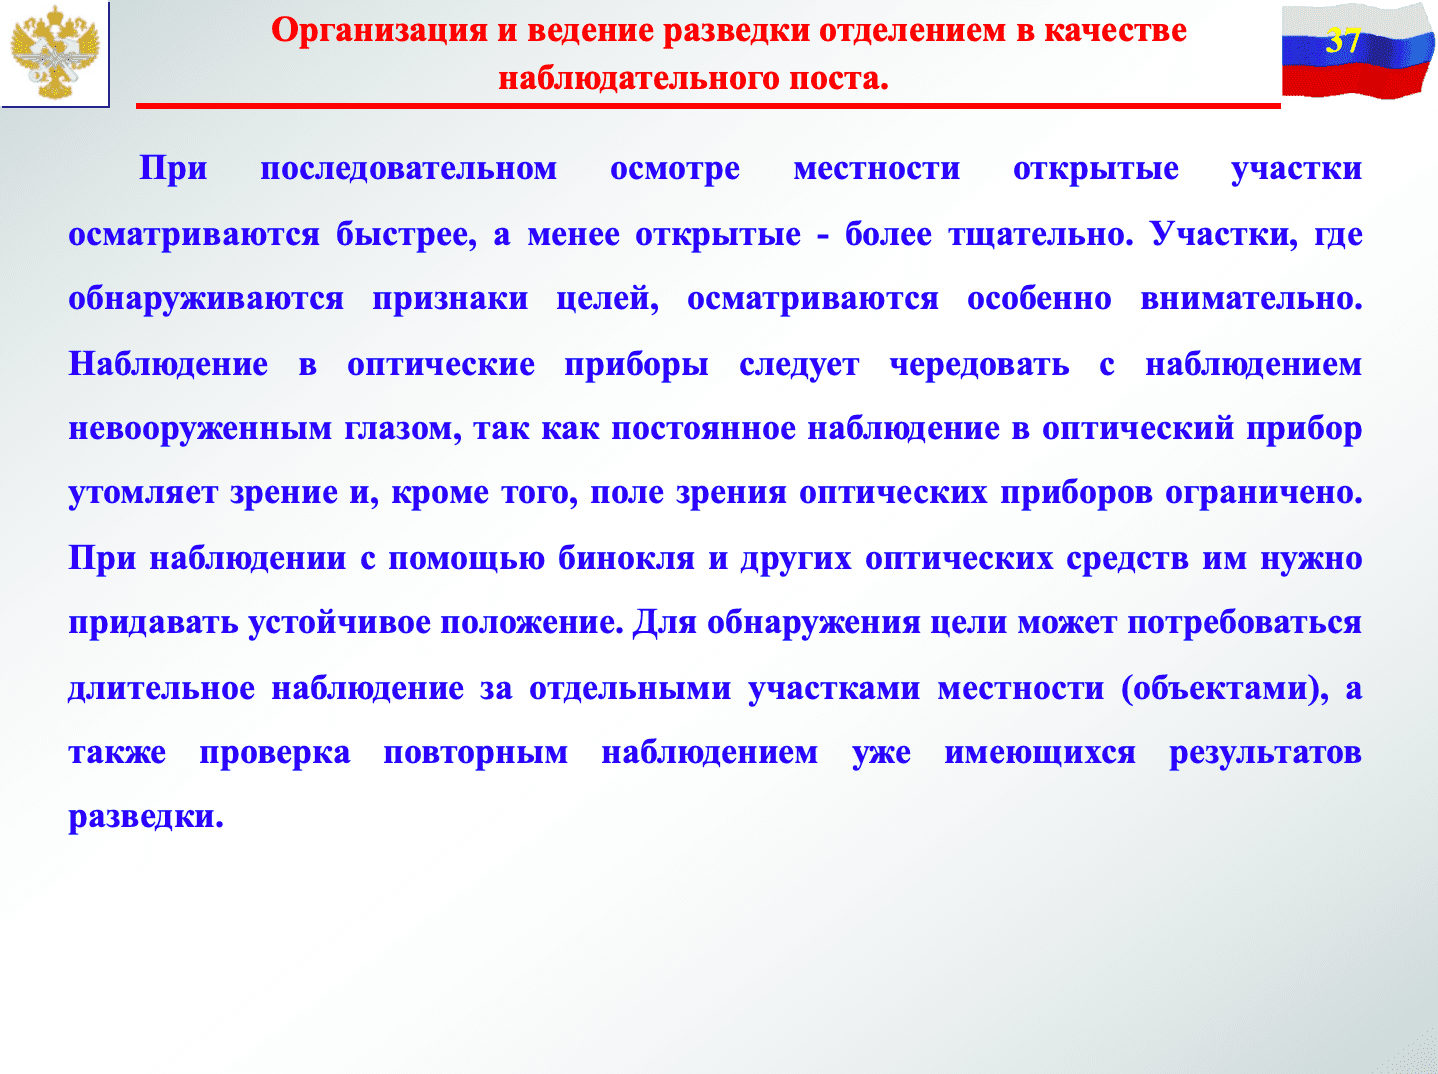 Организация и ведение разведки отделением в качестве
наблюдательного поста.
37
При последовательном осмотре местности открытые участки
осматриваются быстрее, а менее открытые - более тщательно. Участки, где
обнаруживаются признаки целей, осматриваются особенно внимательно.
Наблюдение в оптические приборы следует чередовать с наблюдением
невооруженным глазом, так как постоянное наблюдение в оптический прибор
утомляет зрение и, кроме того, поле зрения оптических приборов ограничено.
При наблюдении с помощью бинокля и других оптических средств им нужно
придавать устойчивое положение. Для обнаружения цели может потребоваться
длительное наблюдение за отдельными участками местности (объектами), а
также проверка повторным наблюдением уже имеющихся результатов
разведки.